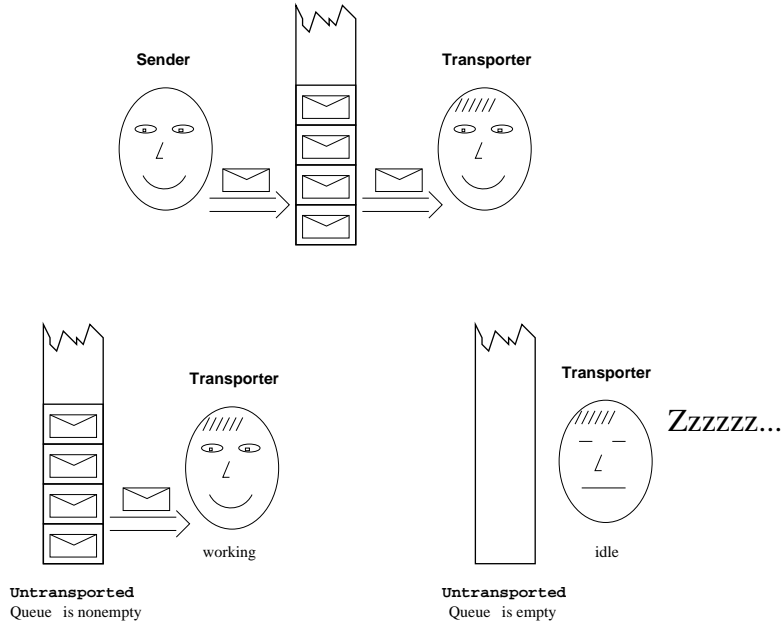 Sender
Transporter
Transporter
working
Untransported
Queue is nonempty
Transporter
Zzzzzz...
idle
Untransported
Queue is empty